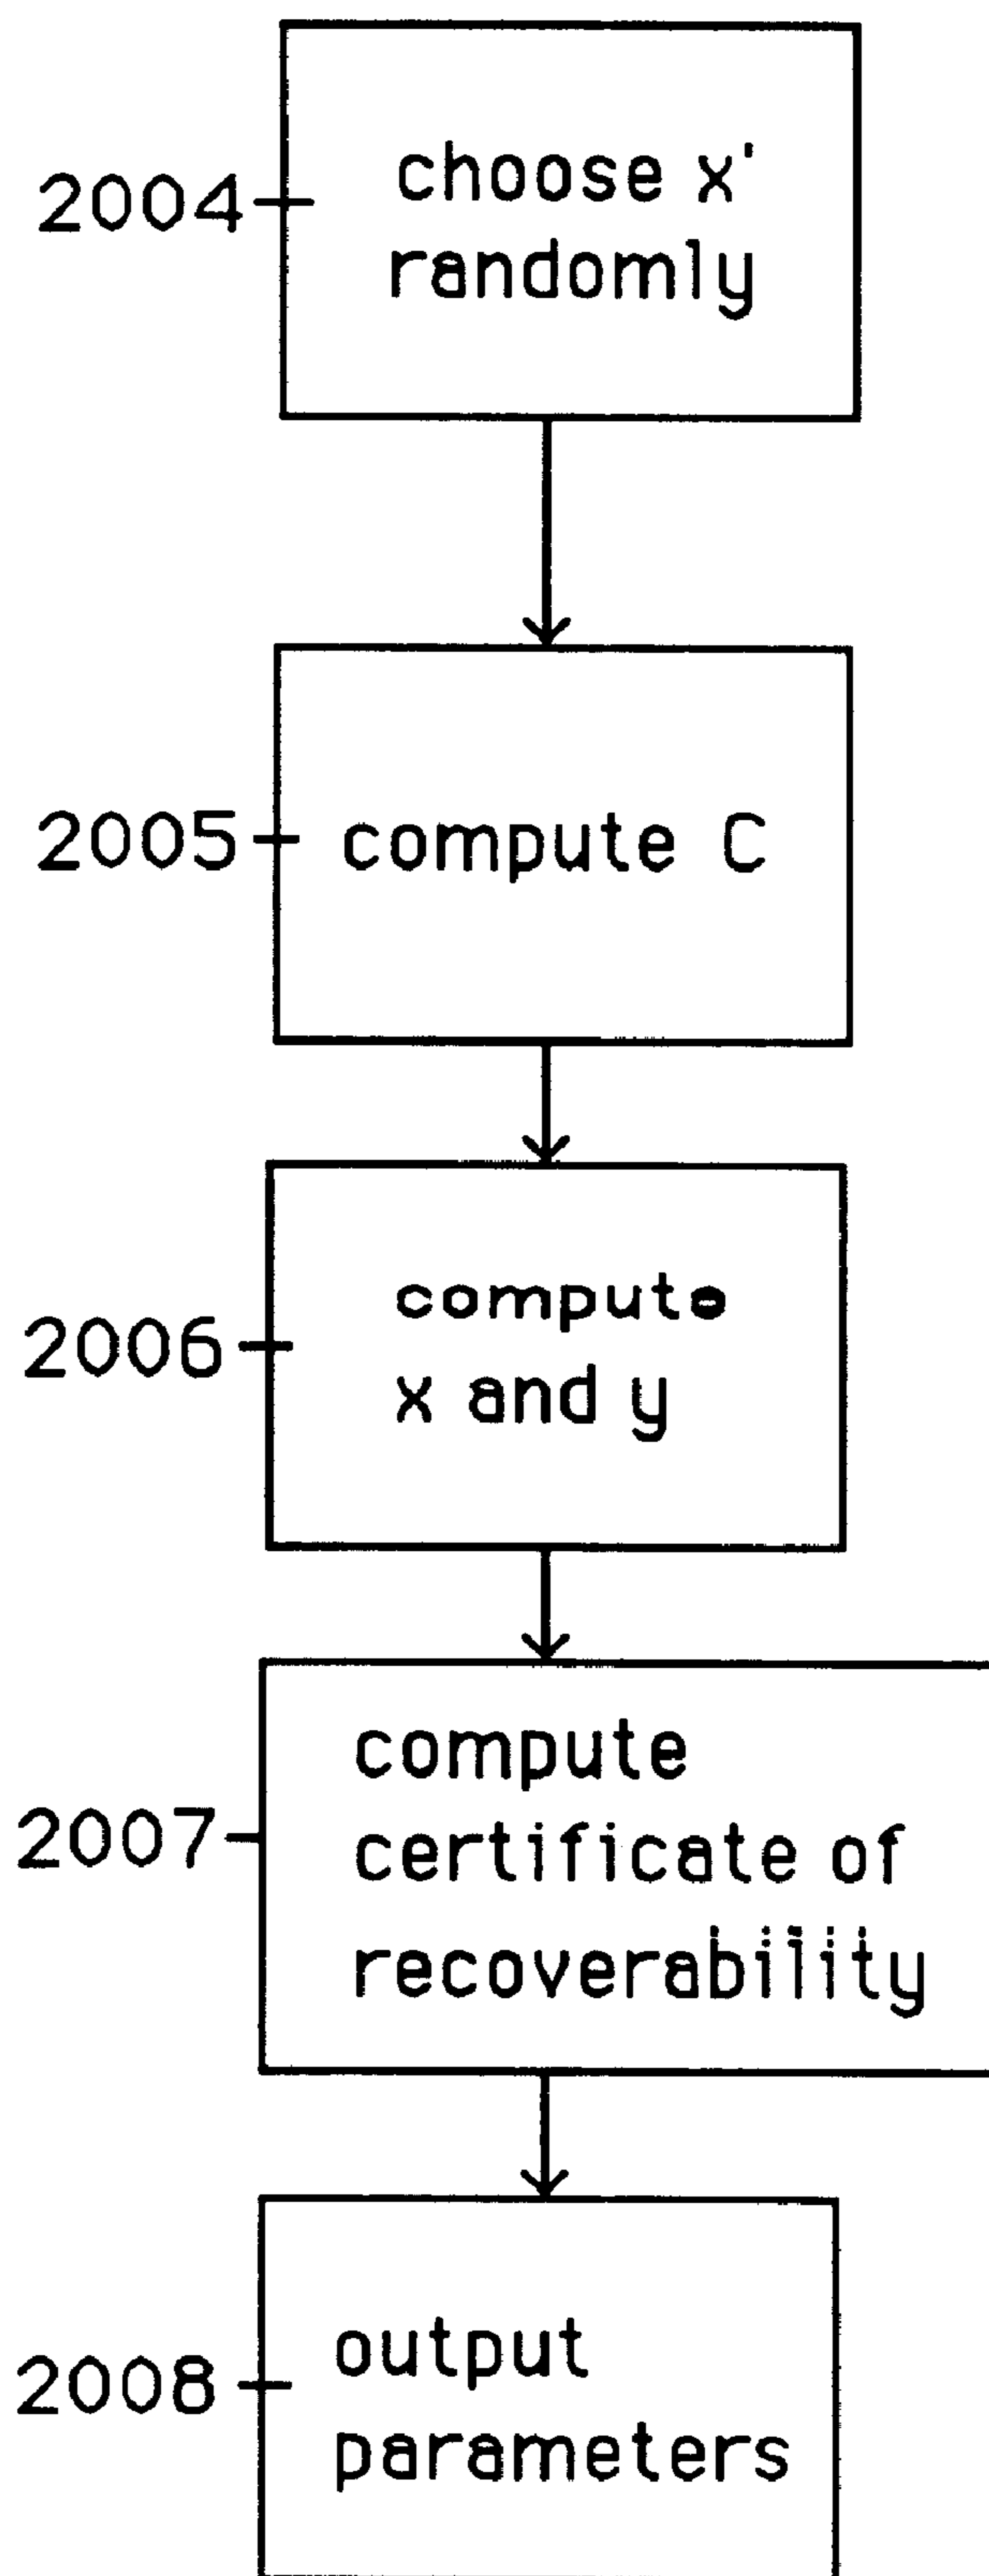 2004
choose x'
randomly
2005
compute C
2006
compute
x and y
2007
compute
certificate of
recoverability
2008
output
parameters